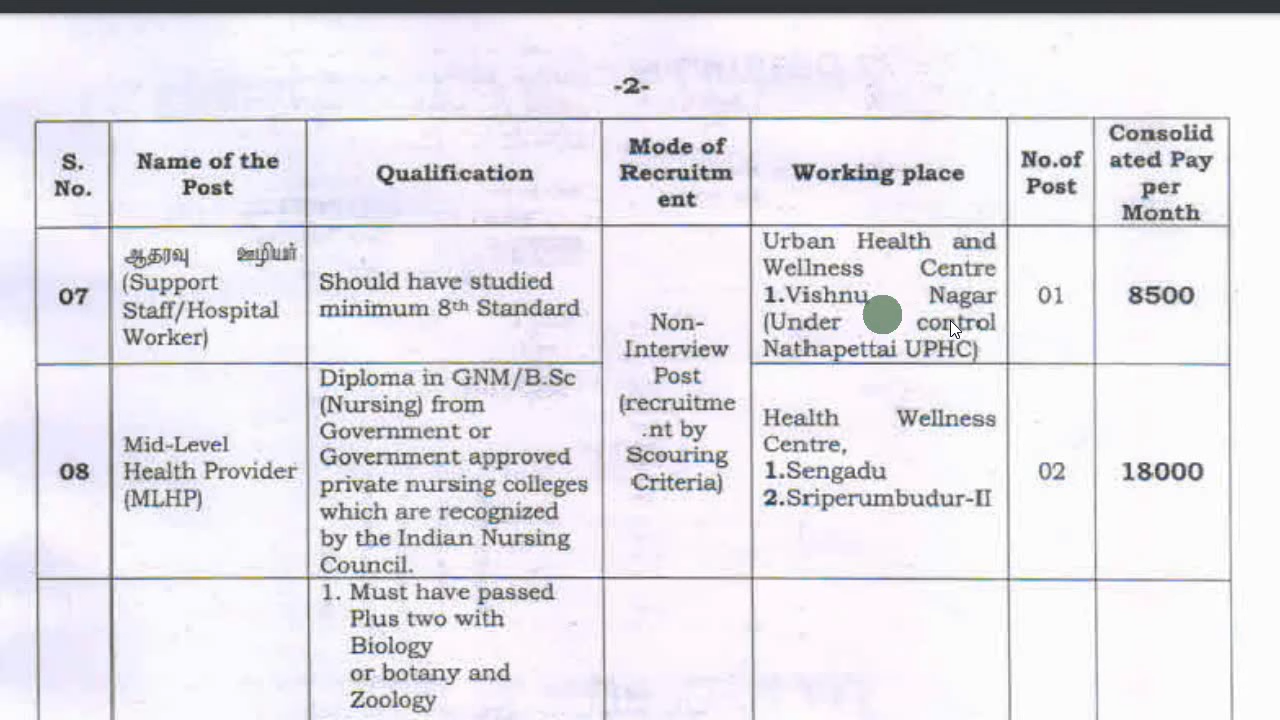 -2-
S.
No.
Name of the
Post
Qualification
Mode of
Recruitm
ent
Working place
No.of
Post
Consolid
ated Pay
per
Month
07
ஆதரவு ஊழியர்
(Support
Staff/Hospital
Worker)
Should have studied
minimum 8th Standard
Non-
Interview
Post
(recruitme
nt by
Scouring
Criteria)
Urban Health and
Wellness Centre
1.Vishnu Nagar
(Under control
Nathapettai UPHC)
01
8500
08
Mid-Level
Health Provider
(MLHP)
Diploma in GNM/B.Sc
(Nursing) from
Government or
Government approved
private nursing colleges
which are recognized
by the Indian Nursing
Council.
Health Wellness
Centre,
1.Sengadu
2.Sriperumbudur-II
02
18000
1. Must have passed
Plus two with
Biology
or botany and
Zoology